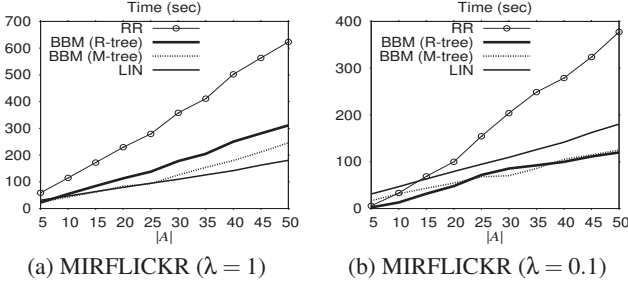 Time (sec)
700
600
500
400
300
200
100
0
RR
BBM (R-tree)
BBM (M-tree)
LIN
5 10 15 20 25 30 35 40 45 50
|A|
(a) MIRFLICKR (λ = 1)
Time (sec)
400
300
200
100
0
RR
BBM (R-tree)
BBM (M-tree)
LIN
5 10 15 20 25 30 35 40 45 50
|A|
(b) MIRFLICKR (λ = 0.1)